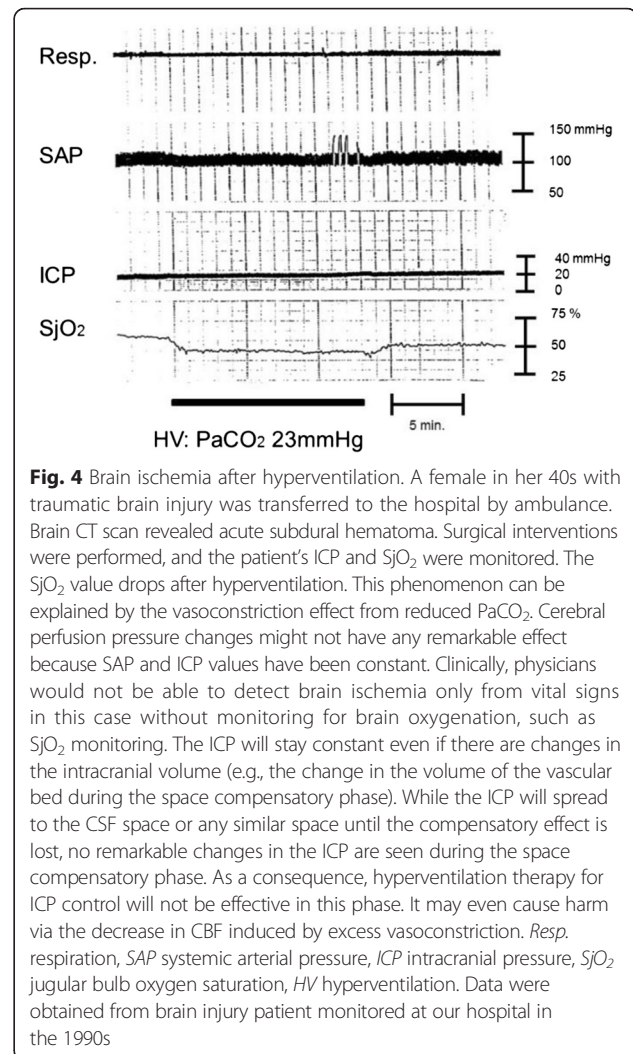 Resp.
SAP
150 mmHg
100
50
ICP
40 mmHg
20
0
SjO₂
75 %
50
25
5 min.
HV: PaCO₂ 23mmHg
Fig. 4 Brain ischemia after hyperventilation. A female in her 40s with
traumatic brain injury was transferred to the hospital by ambulance.
Brain CT scan revealed acute subdural hematoma. Surgical interventions
were performed, and the patient's ICP and SjO₂ were monitored. The
SjO₂ value drops after hyperventilation. This phenomenon can be
explained by the vasoconstriction effect from reduced PaCO₂. Cerebral
perfusion pressure changes might not have any remarkable effect
because SAP and ICP values have been constant. Clinically, physicians
would not be able to detect brain ischemia only from vital signs
in this case without monitoring for brain oxygenation, such as
SjO₂ monitoring. The ICP will stay constant even if there are changes in
the intracranial volume (e.g., the change in the volume of the vascular
bed during the space compensatory phase). While the ICP will spread
to the CSF space or any similar space until the compensatory effect is
lost, no remarkable changes in the ICP are seen during the space
compensatory phase. As a consequence, hyperventilation therapy for
ICP control will not be effective in this phase. It may even cause harm
via the decrease in CBF induced by excess vasoconstriction. Resp.
respiration, SAP systemic arterial pressure, ICP intracranial pressure, SjO₂
jugular bulb oxygen saturation, HV hyperventilation. Data were
obtained from brain injury patient monitored at our hospital in
the 1990s